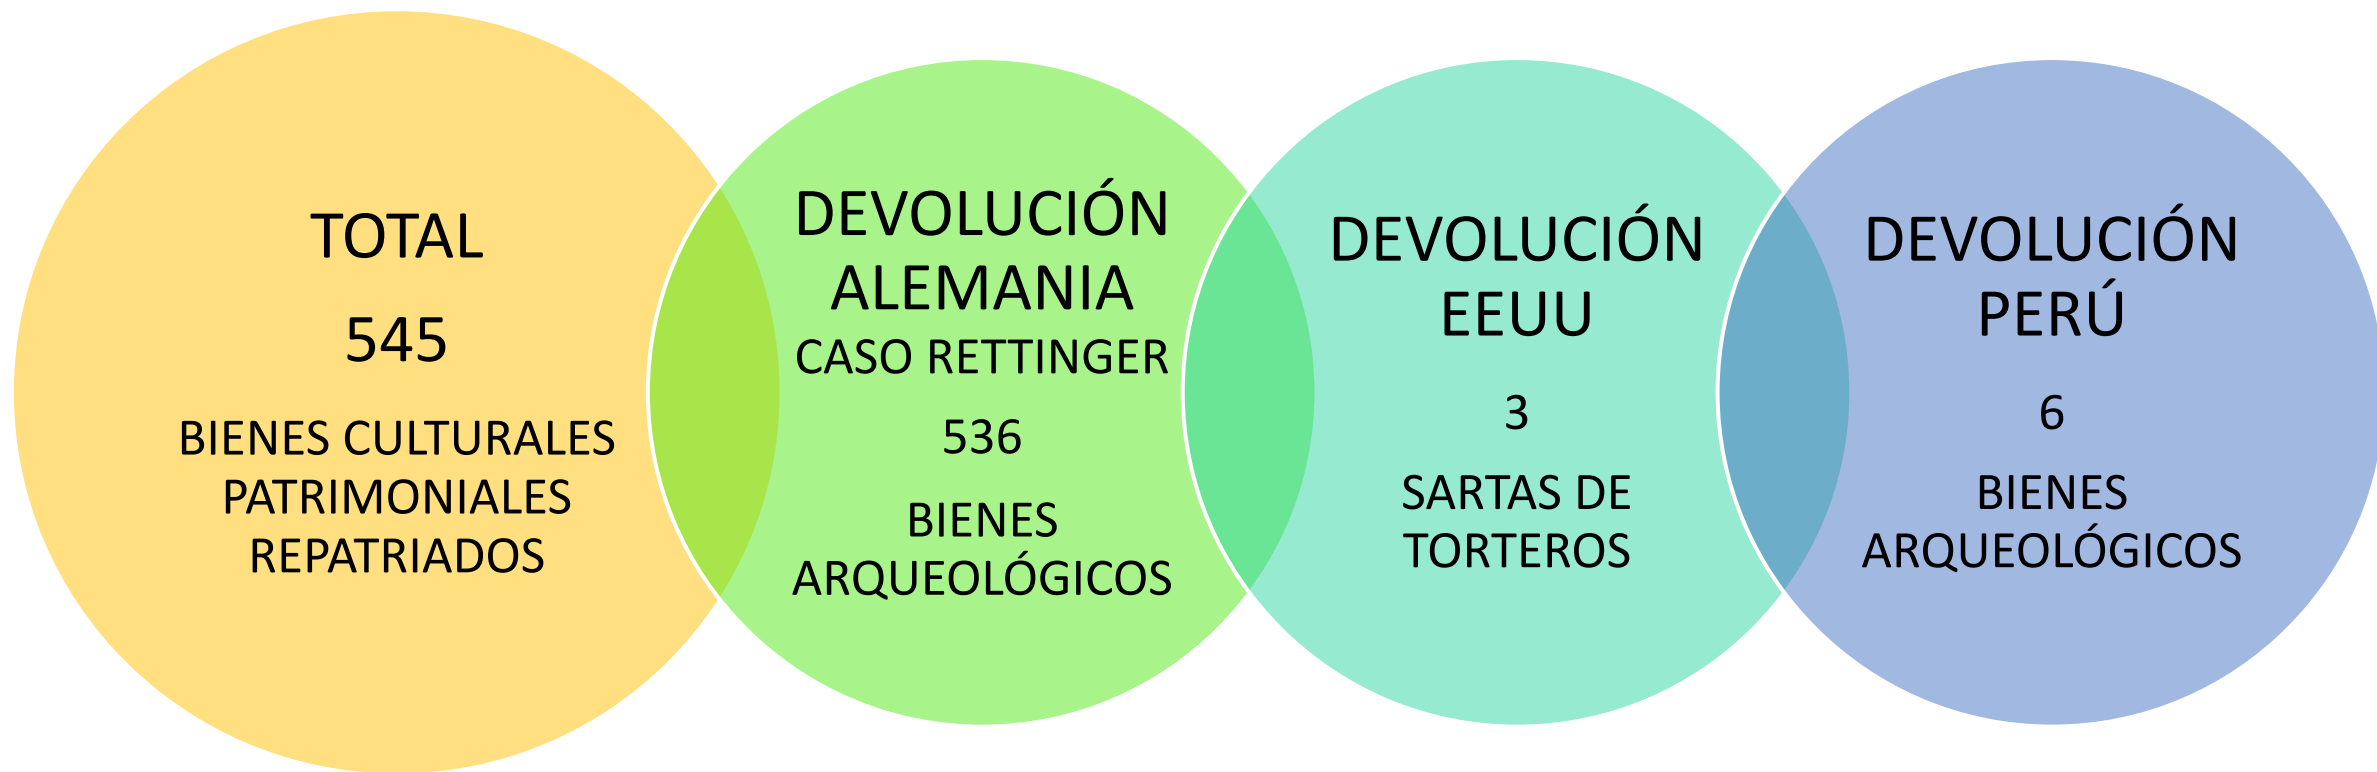 TOTAL
545
BIENES CULTURALES
PATRIMONIALES
REPATRIADOS
DEVOLUCIÓN
ALEMANIA
CASO RETTINGER
536
BIENES
ARQUEOLÓGICOS
DEVOLUCIÓN
EEUU
3
SARTAS DE
TORTEROS
DEVOLUCIÓN
PERÚ
6
BIENES
ARQUEOLÓGICOS